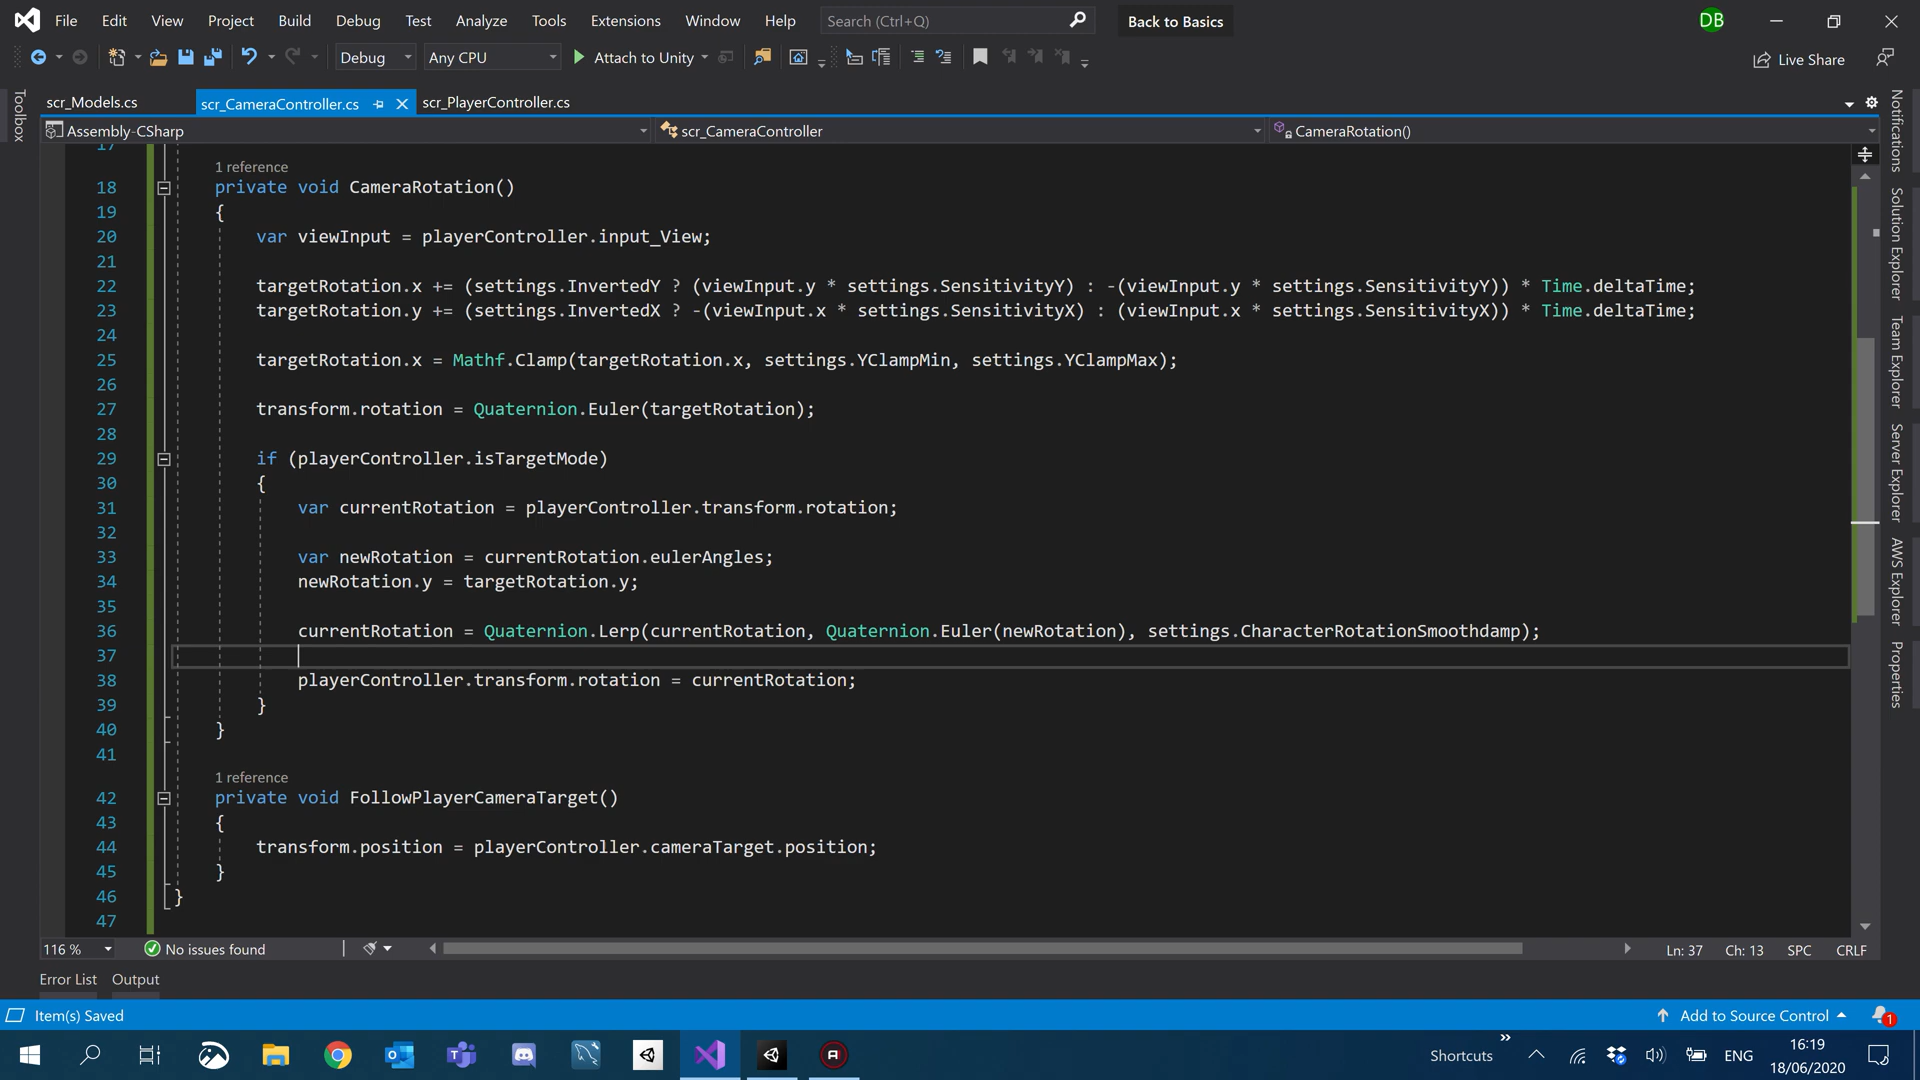 File Edit View Project Build Debug Test Analyze Tools Extensions Window Help Search (Ctrl+Q) Back to Basics DB
Debug Any CPU Attach to Unity Live Share
scr_Models.cs scr_CameraController.cs scr_PlayerController.cs
Assembly-CSharp scr_CameraController CameraRotation()
17
1 reference
18 private void CameraRotation()
19 {
20 var viewInput = playerController.input_View;
21
22 targetRotation.x += (settings.InvertedY ? (viewInput.y * settings.SensitivityY) : -(viewInput.y * settings.SensitivityY)) * Time.deltaTime;
23 targetRotation.y += (settings.InvertedX ? -(viewInput.x * settings.SensitivityX) : (viewInput.x * settings.SensitivityX)) * Time.deltaTime;
24
25 targetRotation.x = Mathf.Clamp(targetRotation.x, settings.YClampMin, settings.YClampMax);
26
27 transform.rotation = Quaternion.Euler(targetRotation);
28
29 if (playerController.isTargetMode)
30 {
31 var currentRotation = playerController.transform.rotation;
32
33 var newRotation = currentRotation.eulerAngles;
34 newRotation.y = targetRotation.y;
35
36 currentRotation = Quaternion.Lerp(currentRotation, Quaternion.Euler(newRotation), settings.CharacterRotationSmoothdamp);
37
38 playerController.transform.rotation = currentRotation;
39 }
40 }
41
1 reference
42 private void FollowPlayerCameraTarget()
43 {
44 transform.position = playerController.cameraTarget.position;
45 }
46 }
47
Toolbox
Notifications
Solution Explorer
Team Explorer
Server Explorer
AWS Explorer
Properties
116 % No issues found Ln: 37 Ch: 13 SPC CRLF
Error List Output
Item(s) Saved Add to Source Control 1
Shortcuts ENG 16:19
18/06/2020